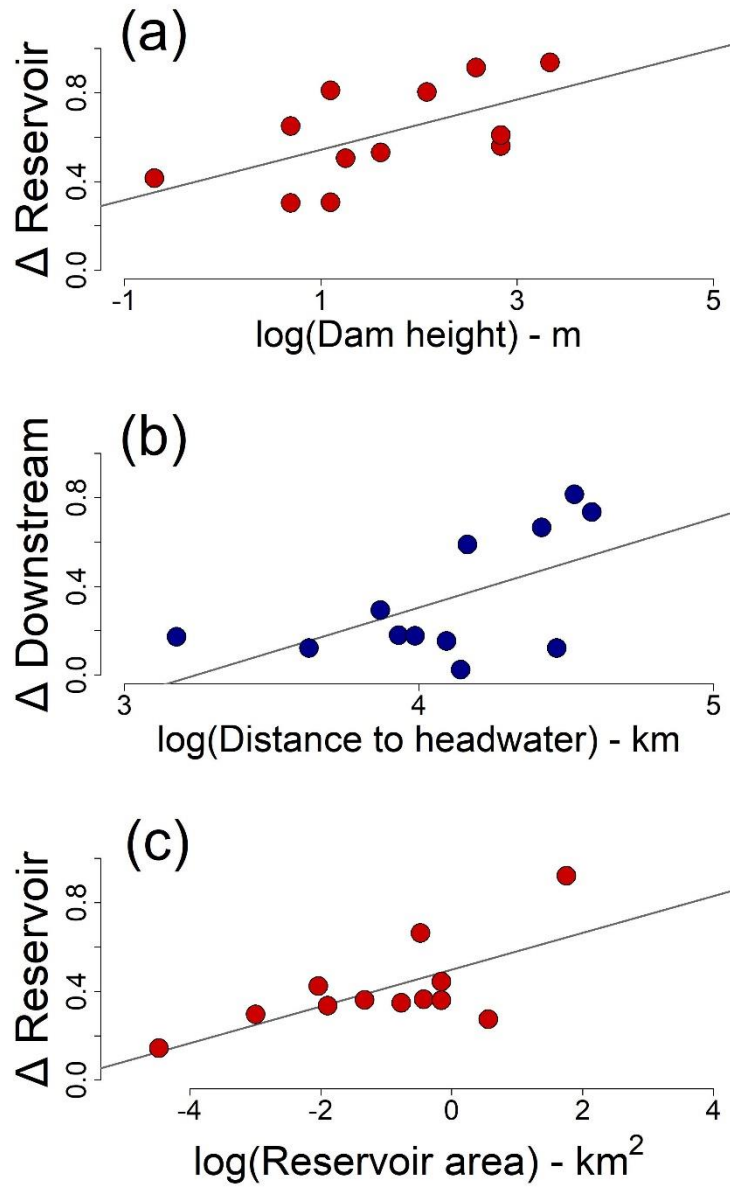 (a)
Δ Reservoir
0.0 0.4 0.8
-1 1 3 5
log(Dam height) - m
(b)
Δ Downstream
0.0 0.4 0.8
3 4 5
log(Distance to headwater) - km
(c)
Δ Reservoir
0.0 0.4 0.8
-4 -2 0 2 4
log(Reservoir area) - km²